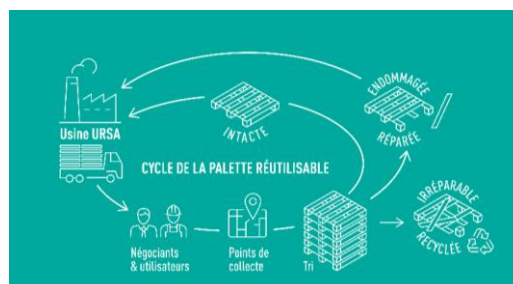 ENDOMMAGÉE
RÉPARÉE
INTACTE
Usine URSA
CYCLE DE LA PALETTE RÉUTILISABLE
IRRÉPARABLE
RECYCLÉE
Négociants
& utilisateurs
Points de
collecte
Tri